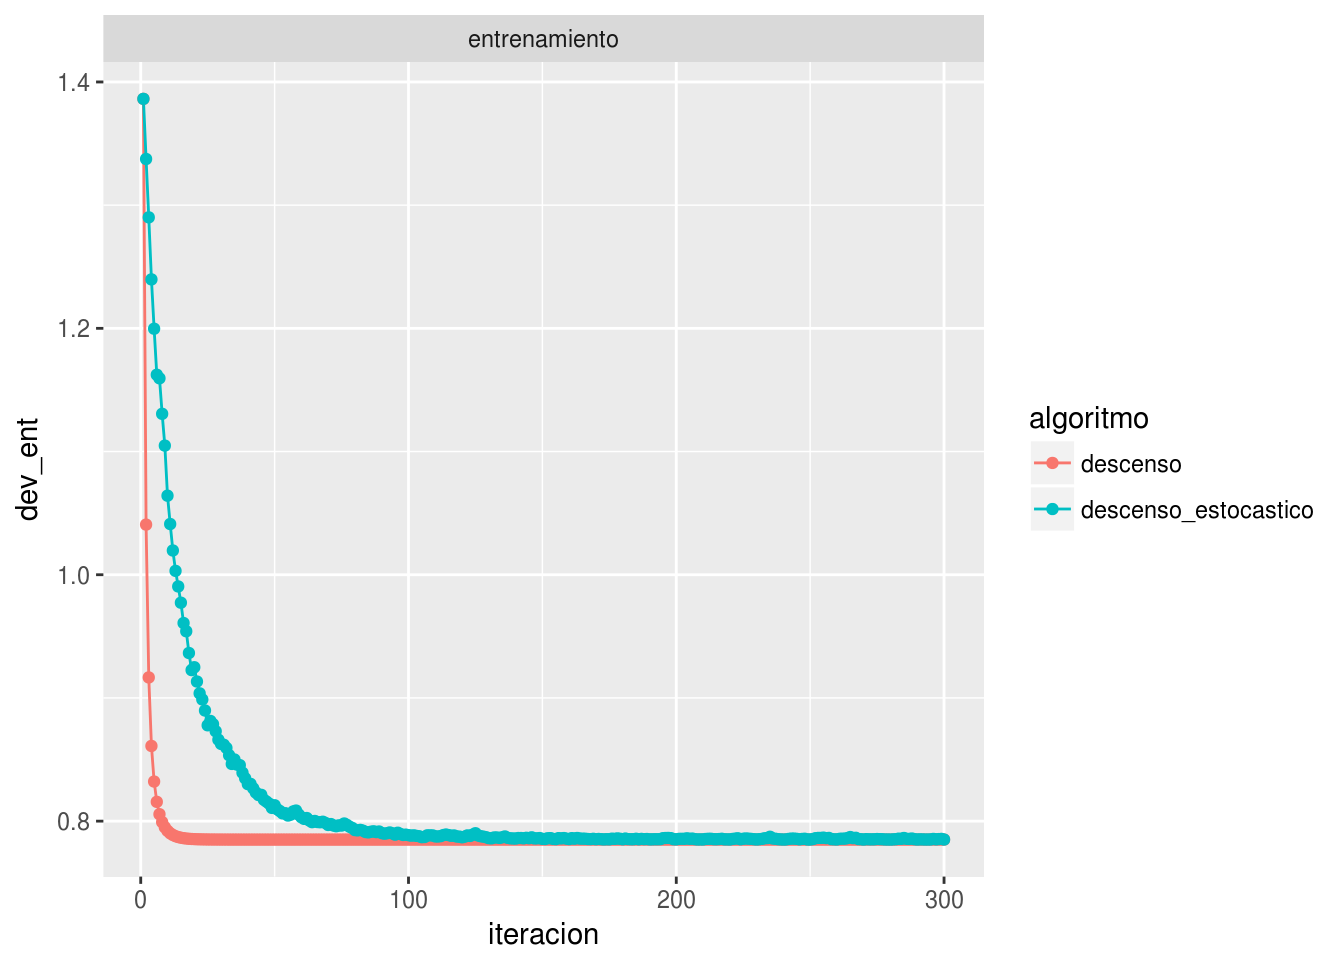 entrenamiento
1.4
1.2
1.0
0.8
dev_ent
0
100
200
300
iteracion
algoritmo
descenso
descenso_estocastico